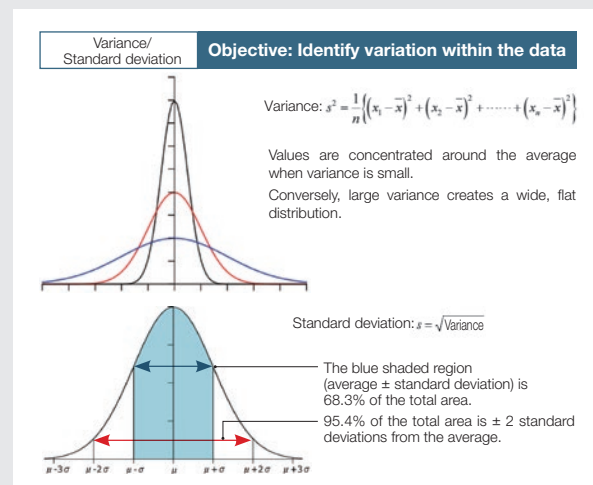 Variance/
Standard deviation
Objective: Identify variation within the data
Variance: s² = 1/n {(x₁ − x̄)² + (x₂ − x̄)² + ⋯⋯ + (xₙ − x̄)²}
Values are concentrated around the average
when variance is small.
Conversely, large variance creates a wide, flat
distribution.
Standard deviation: s = √Variance
The blue shaded region
(average ± standard deviation) is
68.3% of the total area.
95.4% of the total area is ± 2 standard
deviations from the average.
μ-3σ μ-2σ μ-σ μ μ+σ μ+2σ μ+3σ